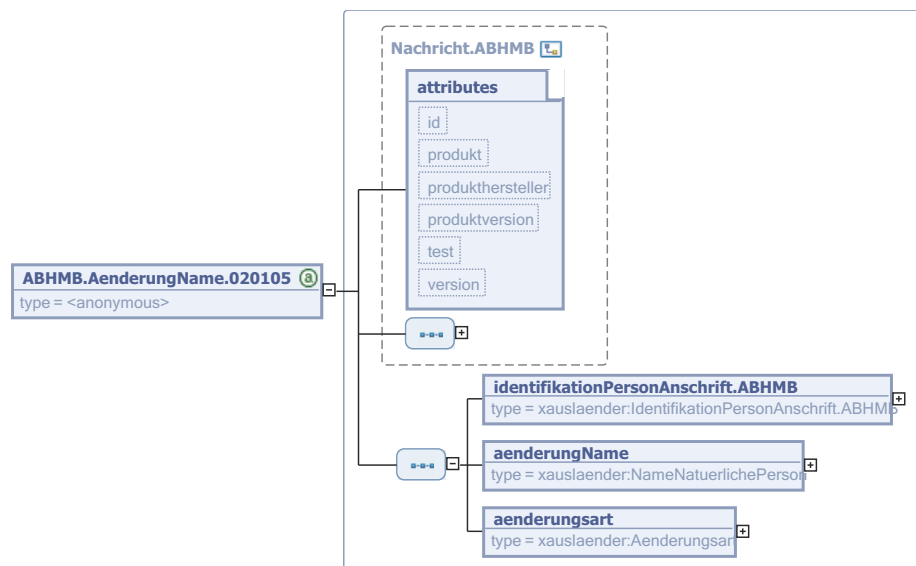 Nachricht.ABHMB
attributes
id
produkt
produkthersteller
produktversion
test
version
ABHMB.AenderungName.020105 a
type = <anonymous>
identifikationPersonAnschrift.ABHMB
type = xauslaender:IdentifikationPersonAnschrift.ABHMB
aenderungName
type = xauslaender:NameNatuerlichePerson
aenderungsart
type = xauslaender:Aenderungsart